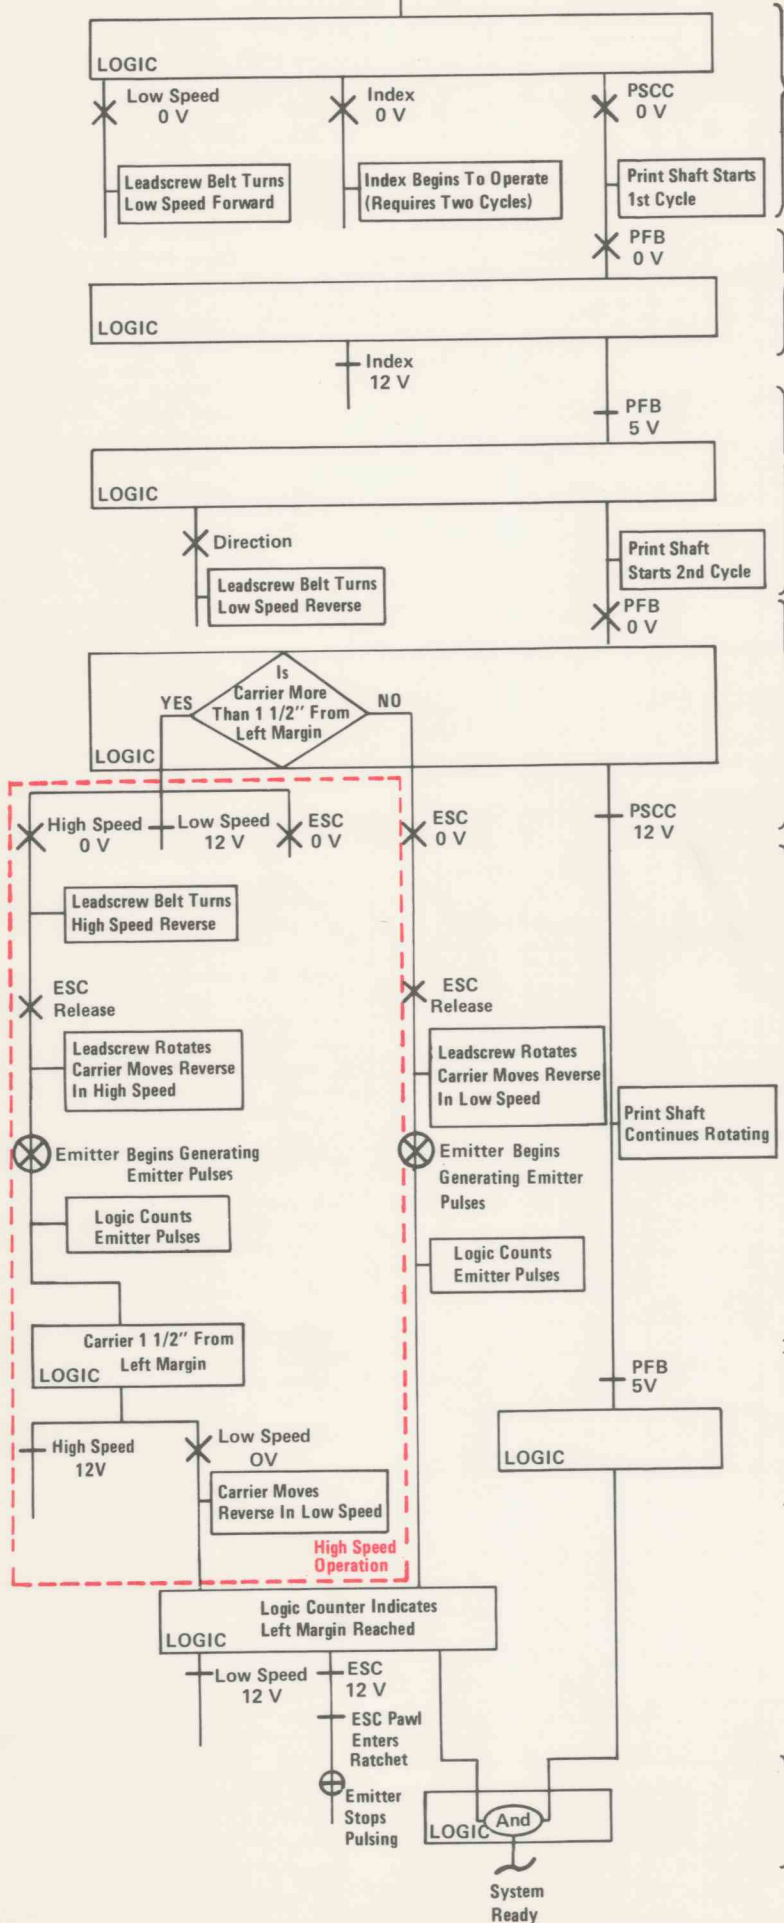 LOGIC
Low Speed
0 V
Index
0 V
PSCC
0 V
Leadscrew Belt Turns
Low Speed Forward
Index Begins To Operate
(Requires Two Cycles)
Print Shaft Starts
1st Cycle
PFB
0 V
LOGIC
Index
12 V
PFB
5 V
LOGIC
Direction
Leadscrew Belt Turns
Low Speed Reverse
Print Shaft
Starts 2nd Cycle
PFB
0 V
Is
Carrier More
Than 1 1/2" From
Left Margin
YES
NO
LOGIC
High Speed
0 V
Low Speed
12 V
ESC
0 V
ESC
0 V
PSCC
12 V
Leadscrew Belt Turns
High Speed Reverse
ESC
Release
ESC
Release
Leadscrew Rotates
Carrier Moves Reverse
In High Speed
Leadscrew Rotates
Carrier Moves Reverse
In Low Speed
Print Shaft
Continues Rotating
Emitter Begins Generating
Emitter Pulses
Emitter Begins
Generating Emitter
Pulses
Logic Counts
Emitter Pulses
Logic Counts
Emitter Pulses
Carrier 1 1/2" From
Left Margin
LOGIC
PFB
5V
LOGIC
High Speed
12V
Low Speed
OV
Carrier Moves
Reverse In Low Speed
High Speed
Operation
Logic Counter Indicates
Left Margin Reached
LOGIC
Low Speed
12 V
ESC
12 V
ESC Pawl
Enters
Ratchet
Emitter
Stops
Pulsing
And
LOGIC
System
Ready